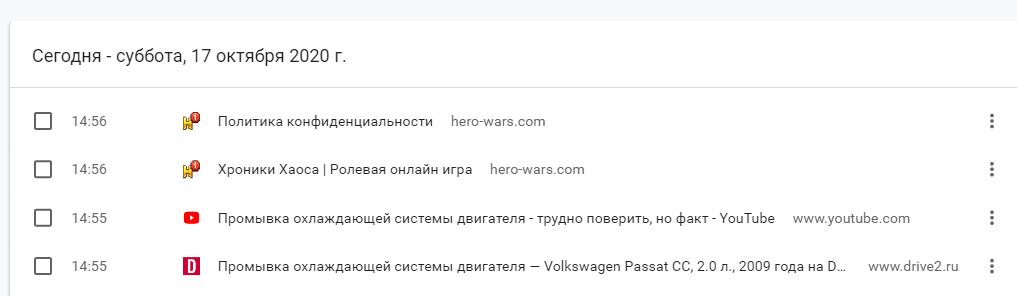 Сегодня - суббота, 17 октября 2020 г.
14:56 Политика конфиденциальности hero-wars.com
14:56 Хроники Хаоса | Ролевая онлайн игра hero-wars.com
14:55 Промывка охлаждающей системы двигателя - трудно поверить, но факт - YouTube www.youtube.com
14:55 D Промывка охлаждающей системы двигателя — Volkswagen Passat CC, 2.0 л., 2009 года на D... www.drive2.ru